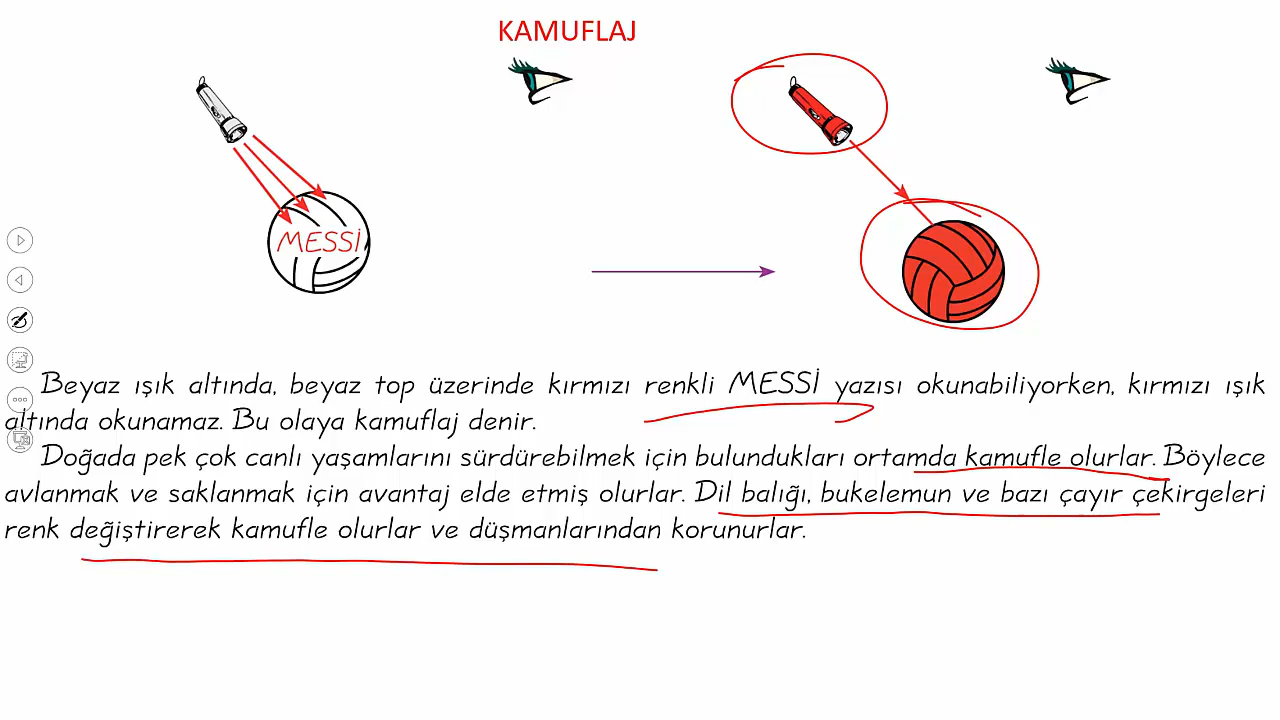 KAMUFLAJ
MESSİ
Beyaz ışık altında, beyaz top üzerinde kırmızı renkli MESSİ yazısı okunabiliyorken, kırmızı ışık
altında okunamaz. Bu olaya kamuflaj denir.
Doğada pek çok canlı yaşamlarını sürdürebilmek için bulundukları ortamda kamufle olurlar. Böylece
avlanmak ve saklanmak için avantaj elde etmiş olurlar. Dil balığı, bukelemun ve bazı çayır çekirgeleri
renk değiştirerek kamufle olurlar ve düşmanlarından korunurlar.